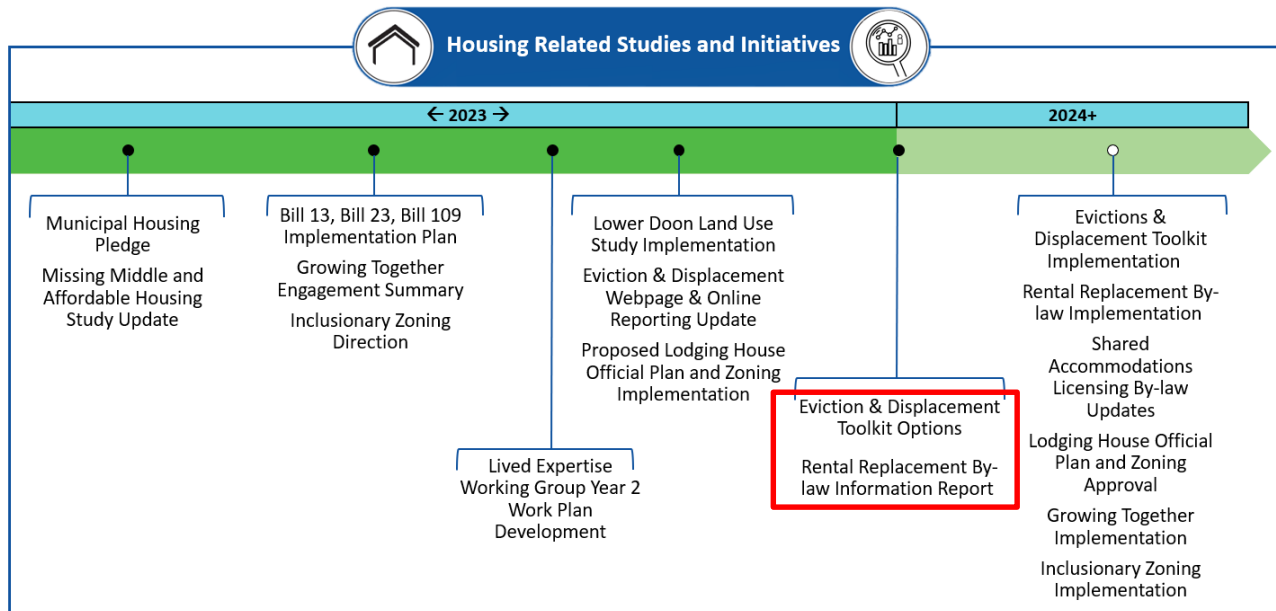 Housing Related Studies and Initiatives
← 2023 →
2024+
Municipal Housing
Pledge
Missing Middle and
Affordable Housing
Study Update
Bill 13, Bill 23, Bill 109
Implementation Plan
Growing Together
Engagement Summary
Inclusionary Zoning
Direction
Lived Expertise
Working Group Year 2
Work Plan
Development
Lower Doon Land Use
Study Implementation
Eviction & Displacement
Webpage & Online
Reporting Update
Proposed Lodging House
Official Plan and Zoning
Implementation
Eviction & Displacement
Toolkit Options
Rental Replacement By-
law Information Report
Evictions &
Displacement Toolkit
Implementation
Rental Replacement By-
law Implementation
Shared
Accommodations
Licensing By-law
Updates
Lodging House Official
Plan and Zoning
Approval
Growing Together
Implementation
Inclusionary Zoning
Implementation